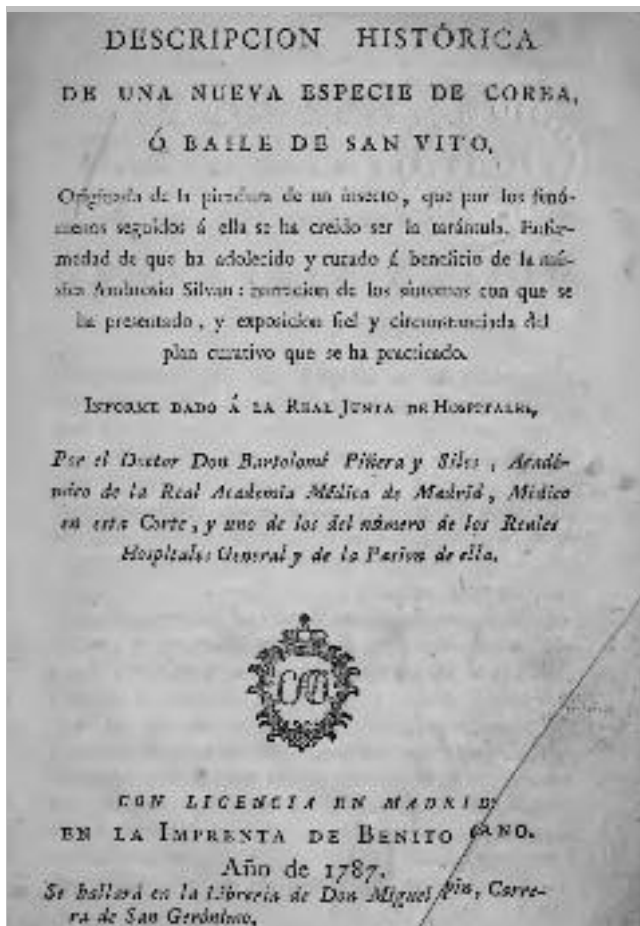 DESCRIPCION HISTÓRICA
DE UNA NUEVA ESPECIE DE COREA,
Ó BAILE DE SAN VITO.
Originada de la picadura de un insecto, que por los fenó-
menos seguidos á ella se ha creido ser la tarántula. Enfer-
medad de que ha adolecido y curado á beneficio de la mú-
sica Ambrosio Silvan: narracion de los síntomas con que se
ha presentado, y exposicion fiel y circunstanciada del
plan curativo que se ha practicado.
INFORME DADO Á LA REAL JUNTA DE HOSPITALES,
Por el Doctor Don Bartolomé Piñera y Siles, Acadé-
mico de la Real Academia Médica de Madrid, Médico
en esta Corte, y uno de los del número de los Reales
Hospitales General y de la Pasion de ella.
CON LICENCIA EN MADRID:
EN LA IMPRENTA DE BENITO CANO.
Año de 1787.
Se hallará en la Librería de Don Miguel Carre-
ra de San Gerónimo.